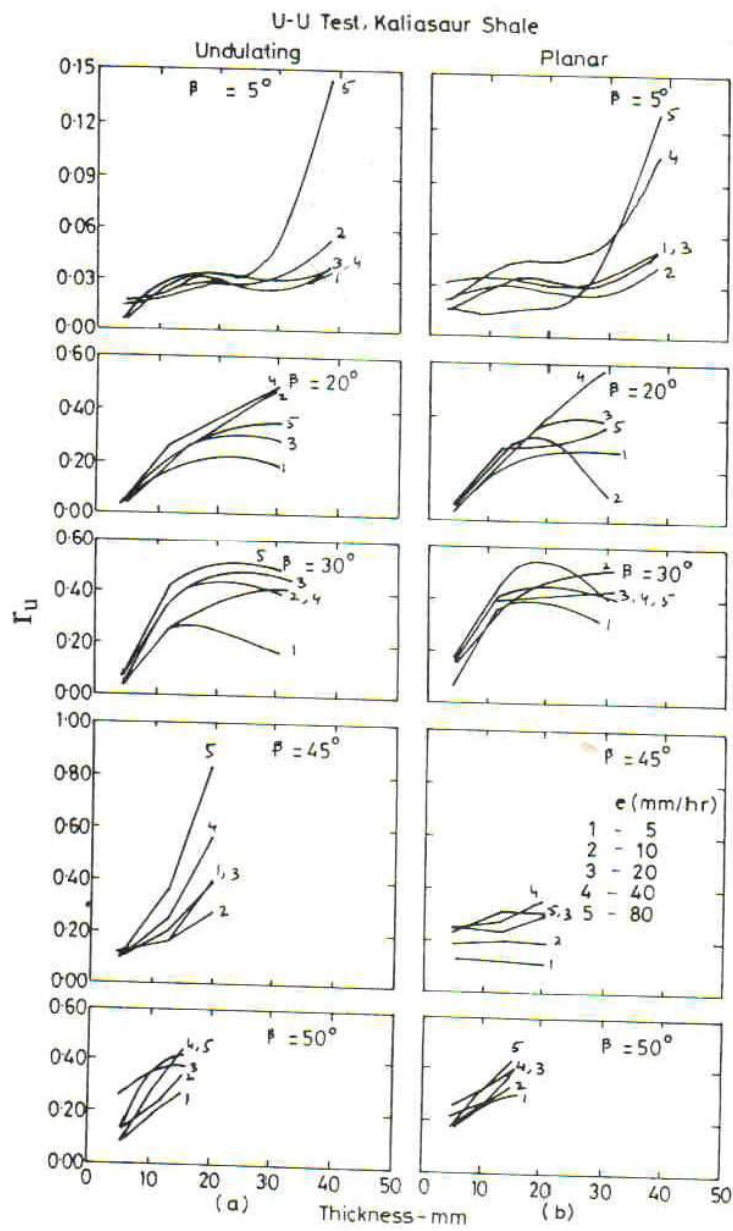 U-U Test, Kaliasaur Shale
Undulating
Planar
0.15
0.12
0.09
0.06
0.03
0.00
β = 5°
5
2
3, 4
1
β = 5°
5
4
1, 3
2
0.60
0.40
0.20
0.00
β = 20°
4
2
5
3
1
β = 20°
4
3
5
1
2
0.60
0.40
0.20
0.00
β = 30°
5
3
2, 4
1
β = 30°
2
3, 4, 5
1
ru
1.00
0.80
0.60
0.40
0.20
0.00
β = 45°
5
4
1, 3
2
β = 45°
e (mm/hr)
1 - 5
2 - 10
3 - 20
4 - 40
5 - 80
4
5, 3
2
1
0.60
0.40
0.20
0.00
β = 50°
4, 5
3
2
1
β = 50°
5
4, 3
2
1
0 10 20 30 40 50
0 10 20 30 40 50
(a) Thickness-mm (b)